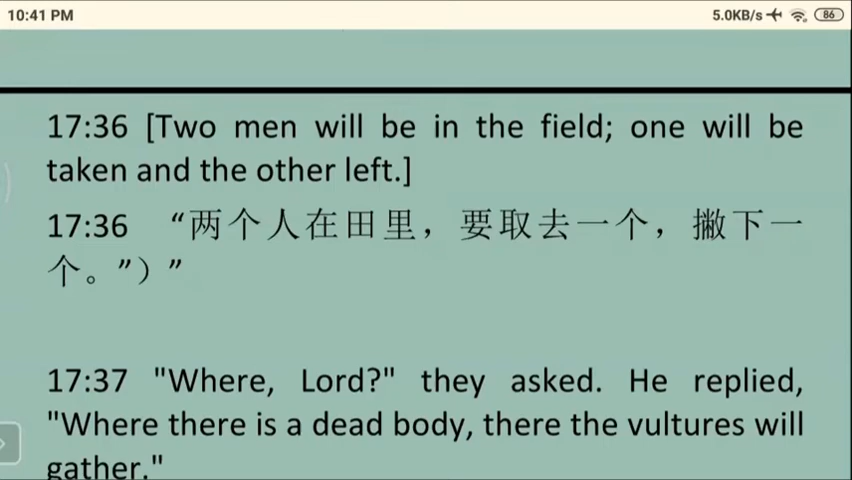 10:41 PM 5.0KB/s 86
17:36 [Two men will be in the field; one will be
taken and the other left.]
17:36 “两个人在田里，要取去一个，撇下一
个。”）”
17:37 "Where, Lord?" they asked. He replied,
"Where there is a dead body, there the vultures will
gather."